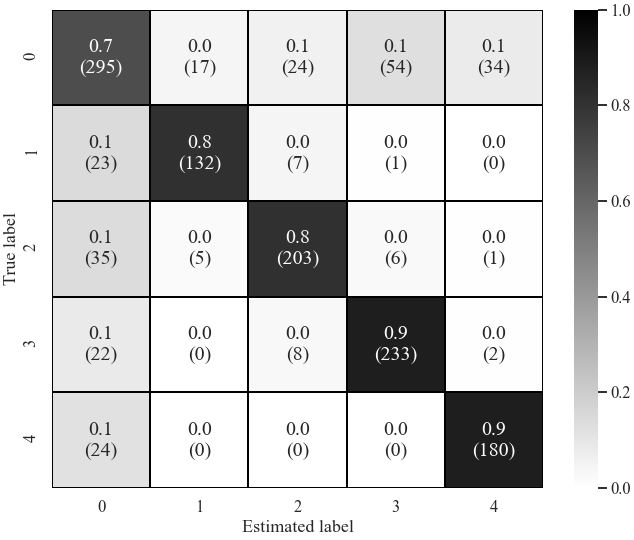 0.7 0.0 0.1 0.1 0.1
(295) (17) (24) (54) (34)
0
0.1 0.8 0.0 0.0 0.0
(23) (132) (7) (1) (0)
1
0.1 0.0 0.8 0.0 0.0
(35) (5) (203) (6) (1)
2
0.1 0.0 0.0 0.9 0.0
(22) (0) (8) (233) (2)
3
0.1 0.0 0.0 0.0 0.9
(24) (0) (0) (0) (180)
4
True label
0 1 2 3 4
Estimated label
1.0
0.8
0.6
0.4
0.2
0.0